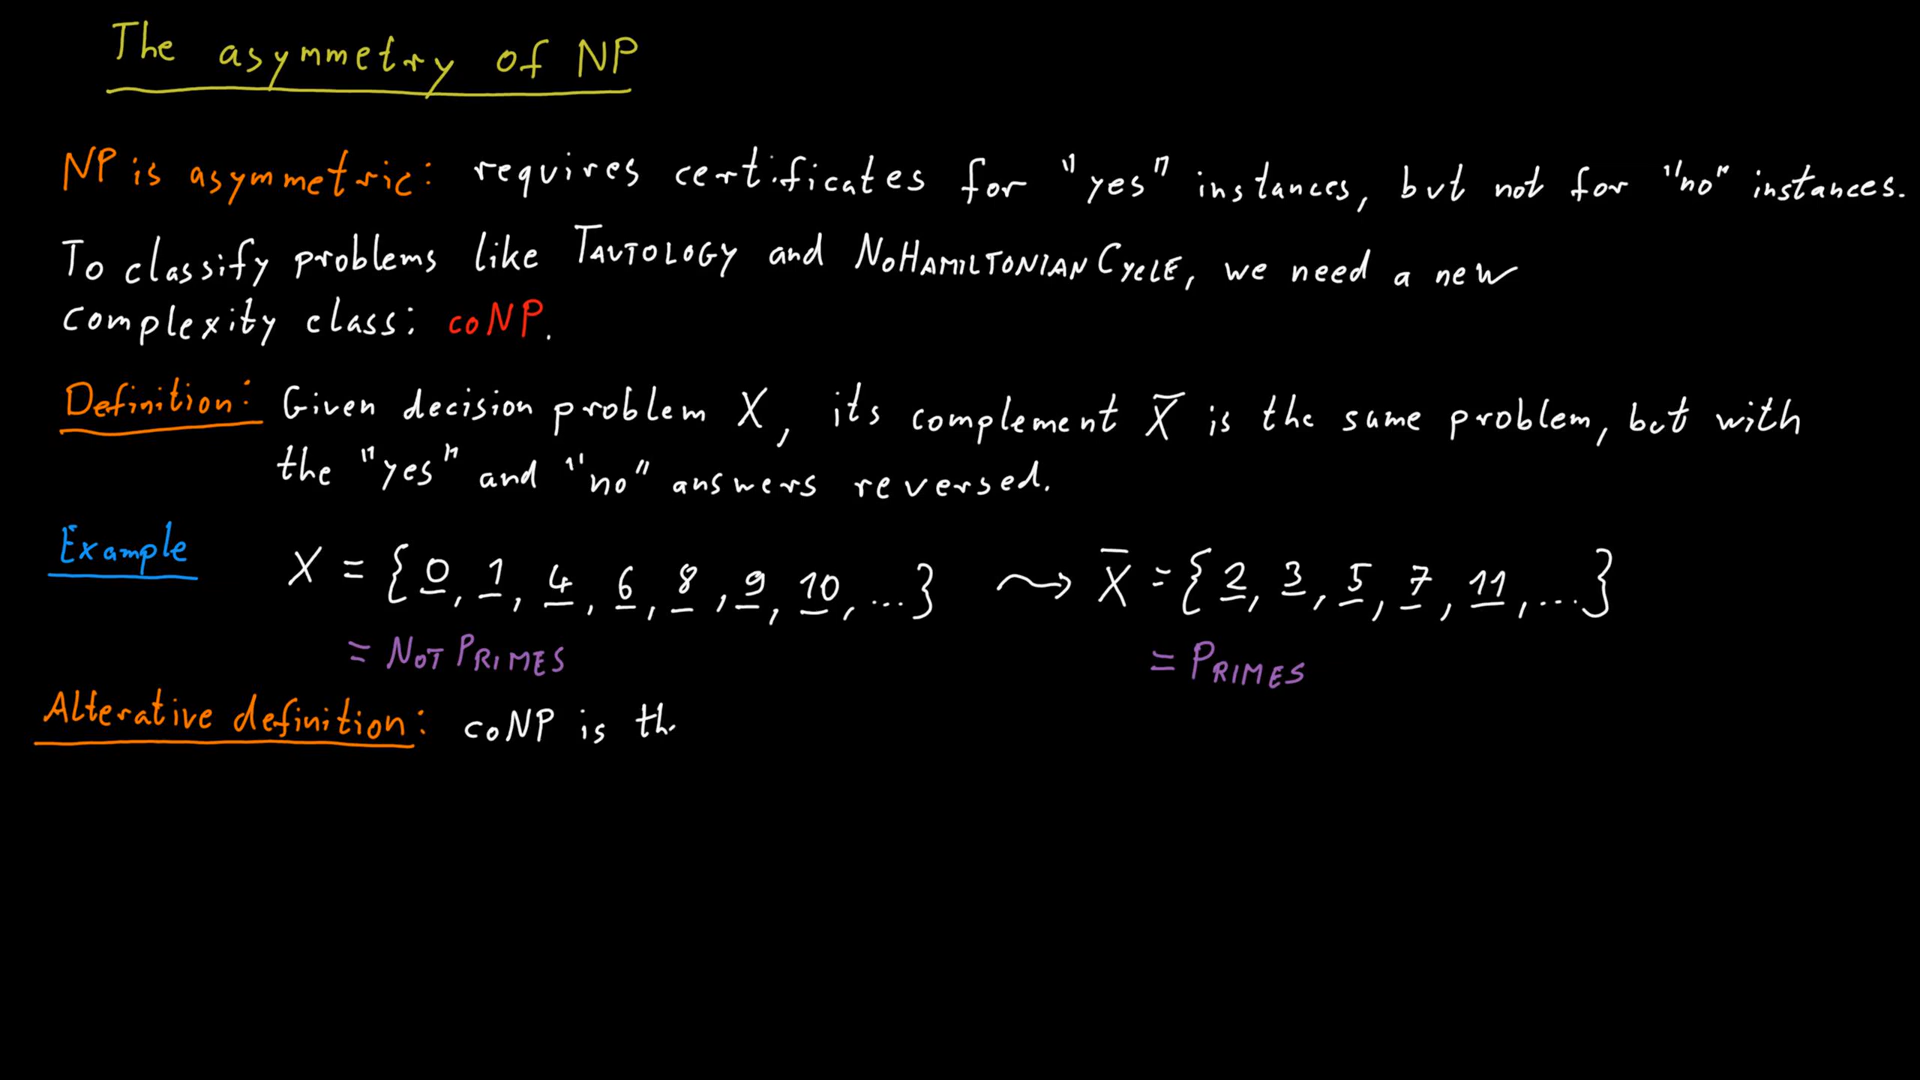 The asymmetry of NP
NP is asymmetric: requires certificates for "yes" instances, but not for "no" instances.
To classify problems like TAUTOLOGY and NOHAMILTONIANCYCLE, we need a new
complexity class: coNP.
Definition: Given decision problem X, its complement X̅ is the same problem, but with
the "yes" and "no" answers reversed.
Example X = {0, 1, 4, 6, 8, 9, 10, ...} ⤳ X̅ = {2, 3, 5, 7, 11, ...}
= NOT PRIMES = PRIMES
Alterative definition: coNP is th